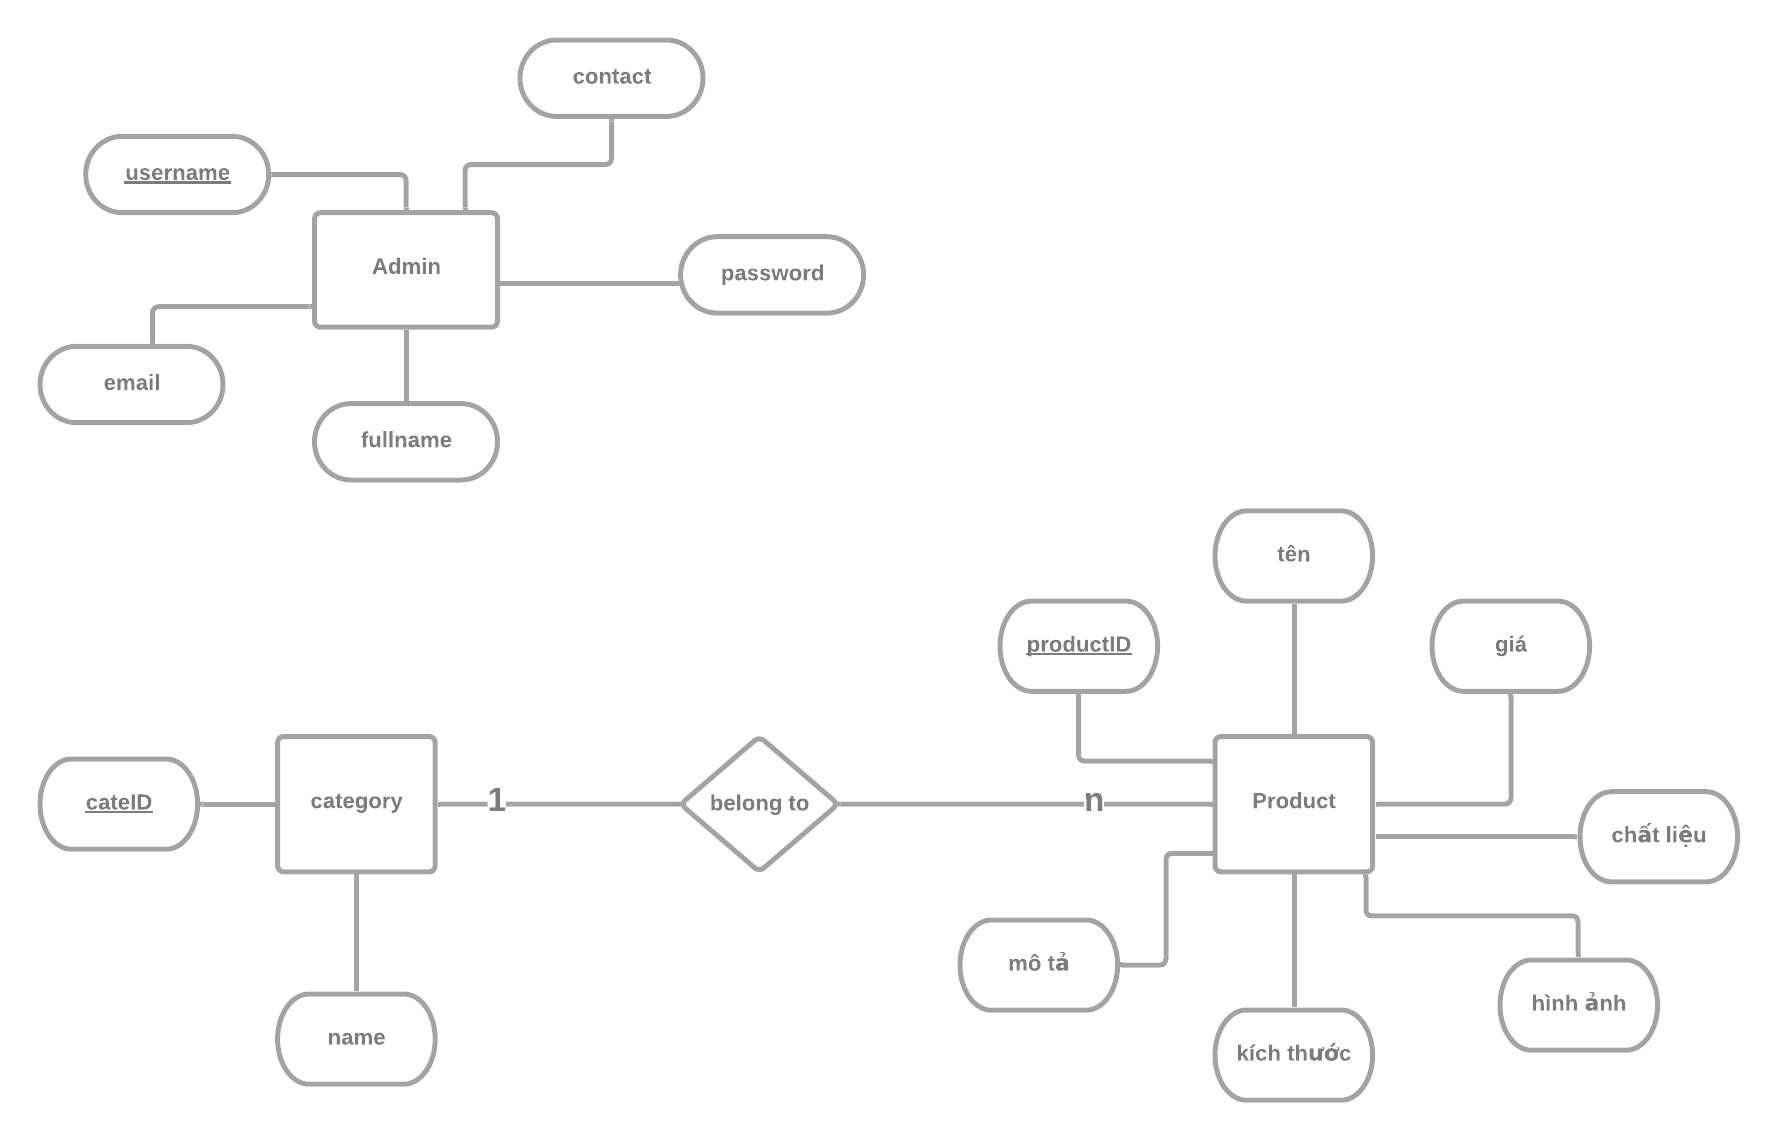 contact
username
Admin
password
email
fullname
tên
productID
giá
cateID
category
1
belong to
n
Product
chất liệu
mô tả
hình ảnh
name
kích thước